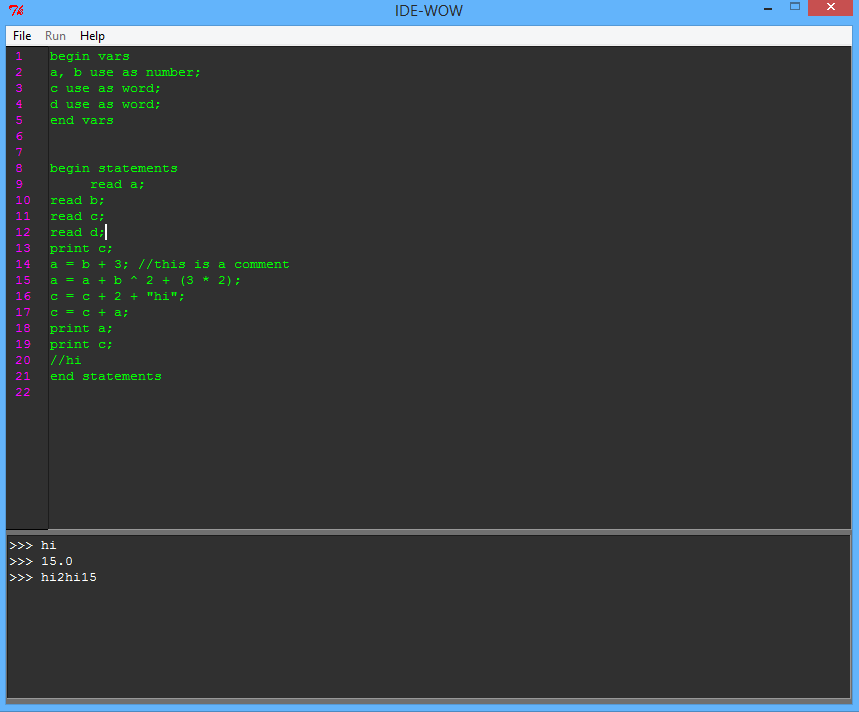 IDE-WOW
File Run Help
1 begin vars
2 a, b use as number;
3 c use as word;
4 d use as word;
5 end vars
6
7
8 begin statements
9 read a;
10 read b;
11 read c;
12 read d;
13 print c;
14 a = b + 3; //this is a comment
15 a = a + b ^ 2 + (3 * 2);
16 c = c + 2 + "hi";
17 c = c + a;
18 print a;
19 print c;
20 //hi
21 end statements
22
>>> hi
>>> 15.0
>>> hi2hi15